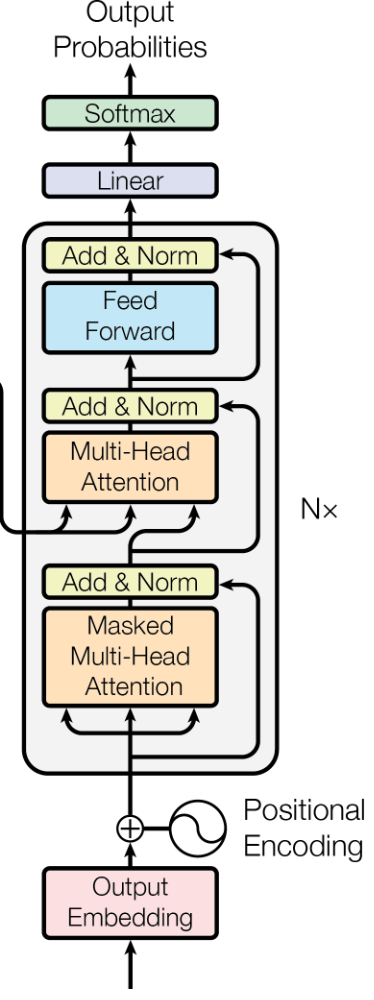 Output
Probabilities
Softmax
Linear
Add & Norm
Feed
Forward
Add & Norm
Multi-Head
Attention
N×
Add & Norm
Masked
Multi-Head
Attention
Positional
Encoding
Output
Embedding